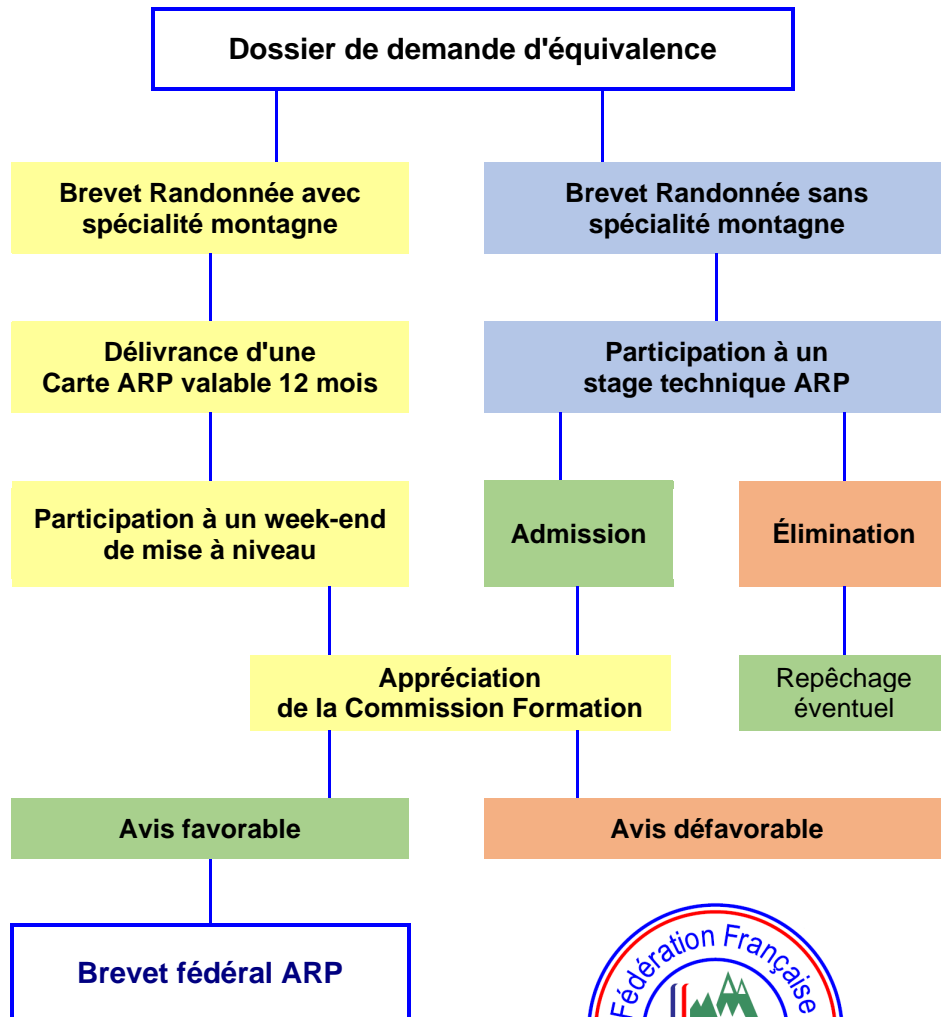 Dossier de demande d'équivalence
Brevet Randonnée avec
spécialité montagne
Brevet Randonnée sans
spécialité montagne
Délivrance d'une
Carte ARP valable 12 mois
Participation à un
stage technique ARP
Participation à un week-end
de mise à niveau
Admission
Élimination
Appréciation
de la Commission Formation
Repêchage
éventuel
Avis favorable
Avis défavorable
Brevet fédéral ARP
Fédération Française